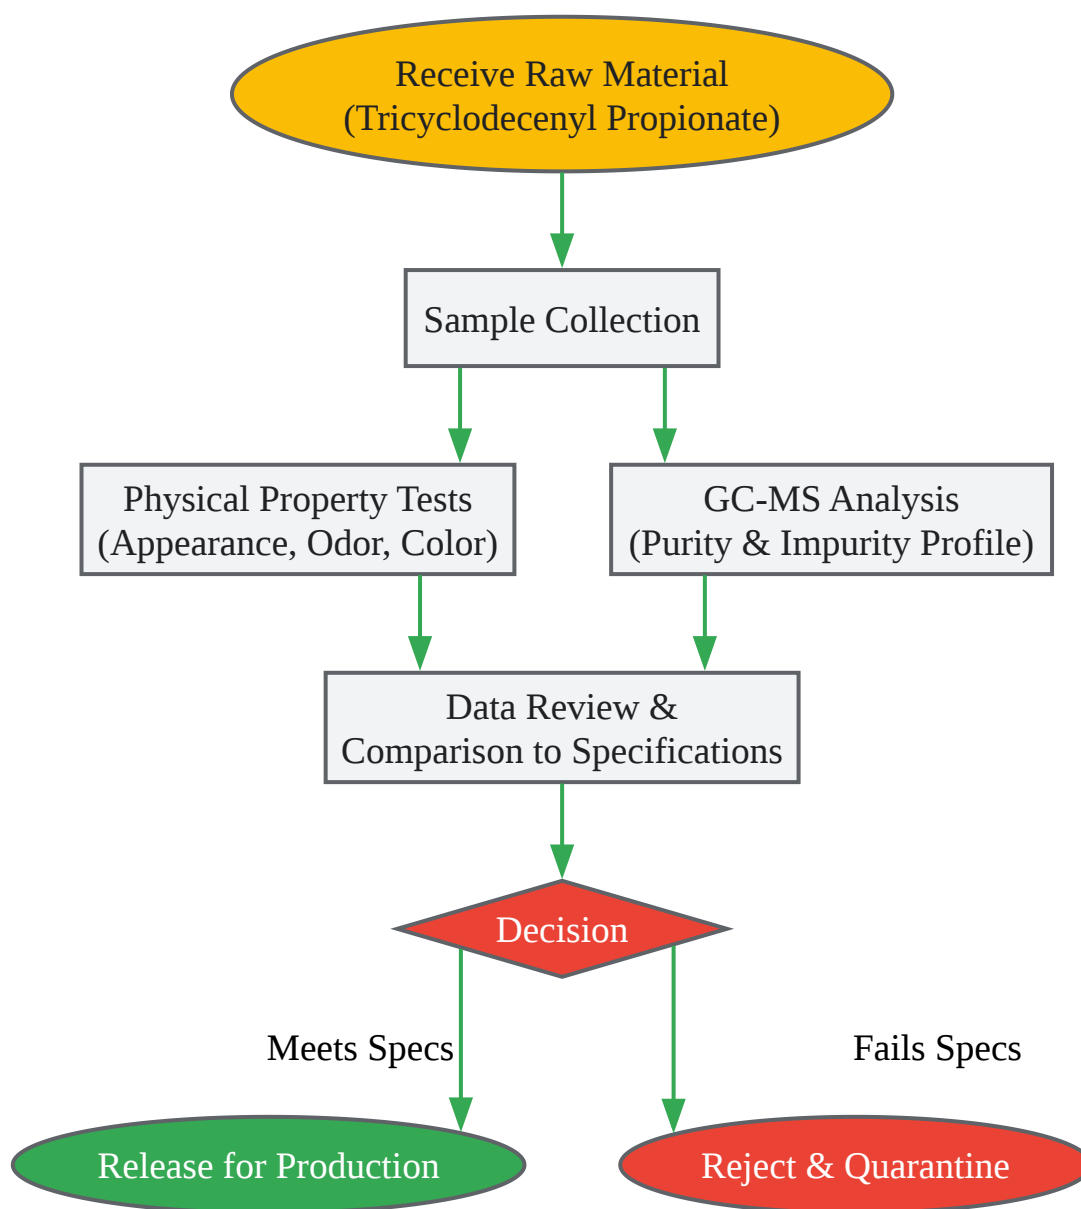 Receive Raw Material
(Tricyclodecenyl Propionate)
Sample Collection
Physical Property Tests
(Appearance, Odor, Color)
GC-MS Analysis
(Purity & Impurity Profile)
Data Review &
Comparison to Specifications
Decision
Meets Specs
Fails Specs
Release for Production
Reject & Quarantine